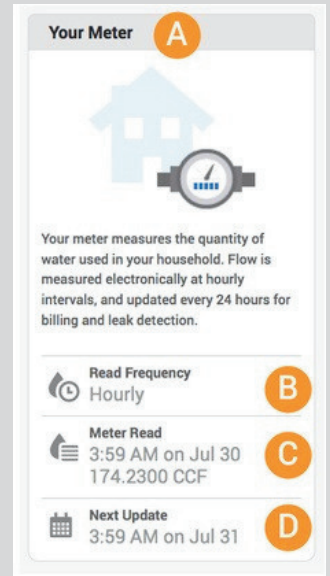 Your Meter A
Your meter measures the quantity of
water used in your household. Flow is
measured electronically at hourly
intervals, and updated every 24 hours for
billing and leak detection.
Read Frequency
Hourly
B
Meter Read
3:59 AM on Jul 30
174.2300 CCF
C
Next Update
3:59 AM on Jul 31
D